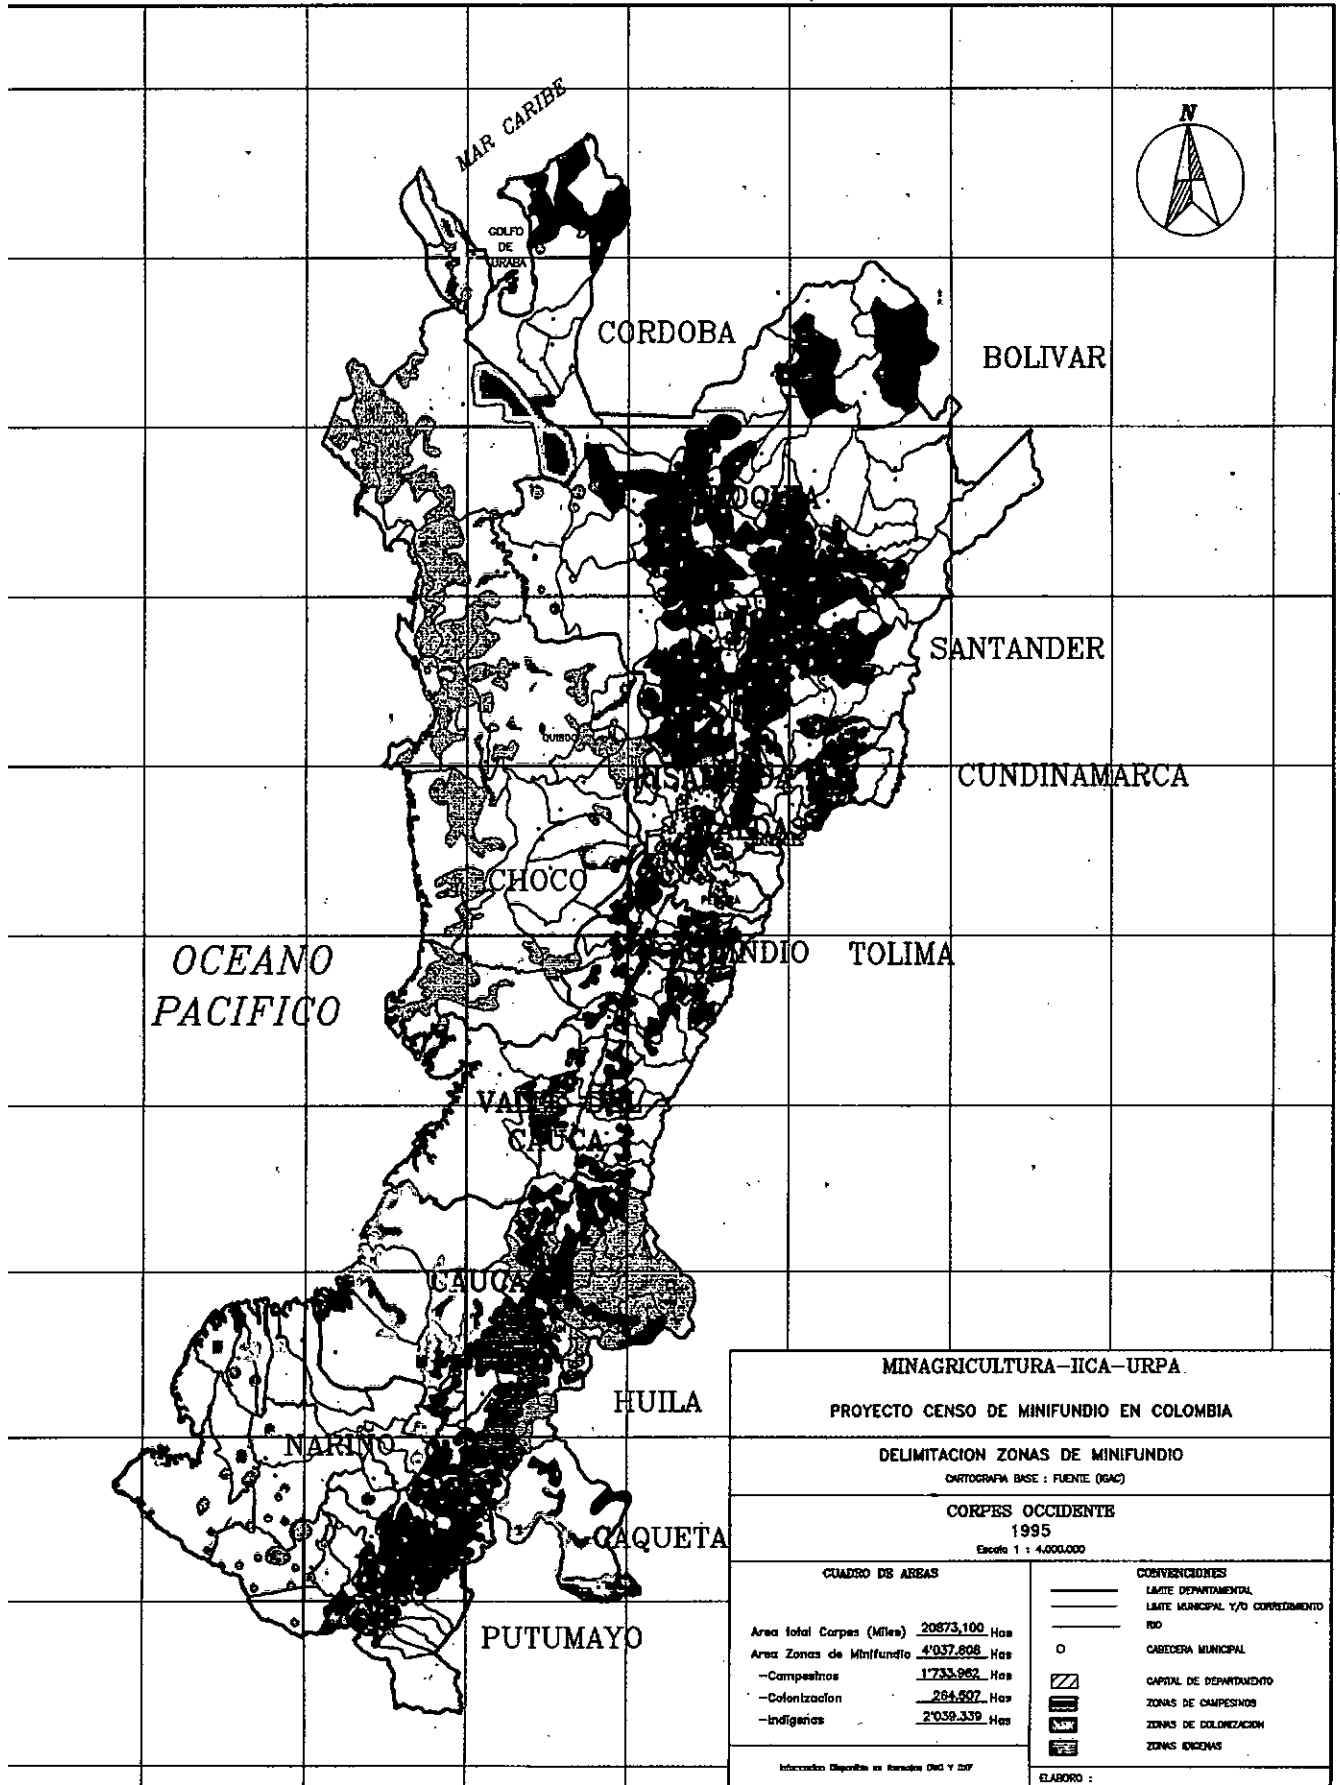 N
MAR CARIBE
GOLFO
DE
URABA
CORDOBA
BOLIVAR
SANTANDER
QUIBDO
CUNDINAMARCA
CHOCO
OCEANO
PACIFICO
TOLIMA
CAUCA
CAUCA
HUILA
NARIÑO
CAQUETA
PUTUMAYO
MINAGRICULTURA-IICA-URPA
PROYECTO CENSO DE MINIFUNDIO EN COLOMBIA
DELIMITACION ZONAS DE MINIFUNDIO
CARTOGRAFIA BASE : FUENTE (IGAC)
CORPES OCCIDENTE
1995
Escala 1 : 4.000.000
CUADRO DE AREAS
Area total Corpes (Miles) 20873,100 Has
Area Zonas de Minifundio 4'037.808 Has
-Campesinos 1'733.962 Has
-Colonizacion 264.507 Has
-Indigenas 2'039.339 Has
CONVENCIONES
LIMITE DEPARTAMENTAL
LIMITE MUNICIPAL Y/O CORREGIMIENTO
RIO
CABECERA MUNICIPAL
CAPITAL DE DEPARTAMENTO
ZONAS DE CAMPESINOS
ZONAS DE COLONIZACION
ZONAS INDIGENAS
ELABORO :